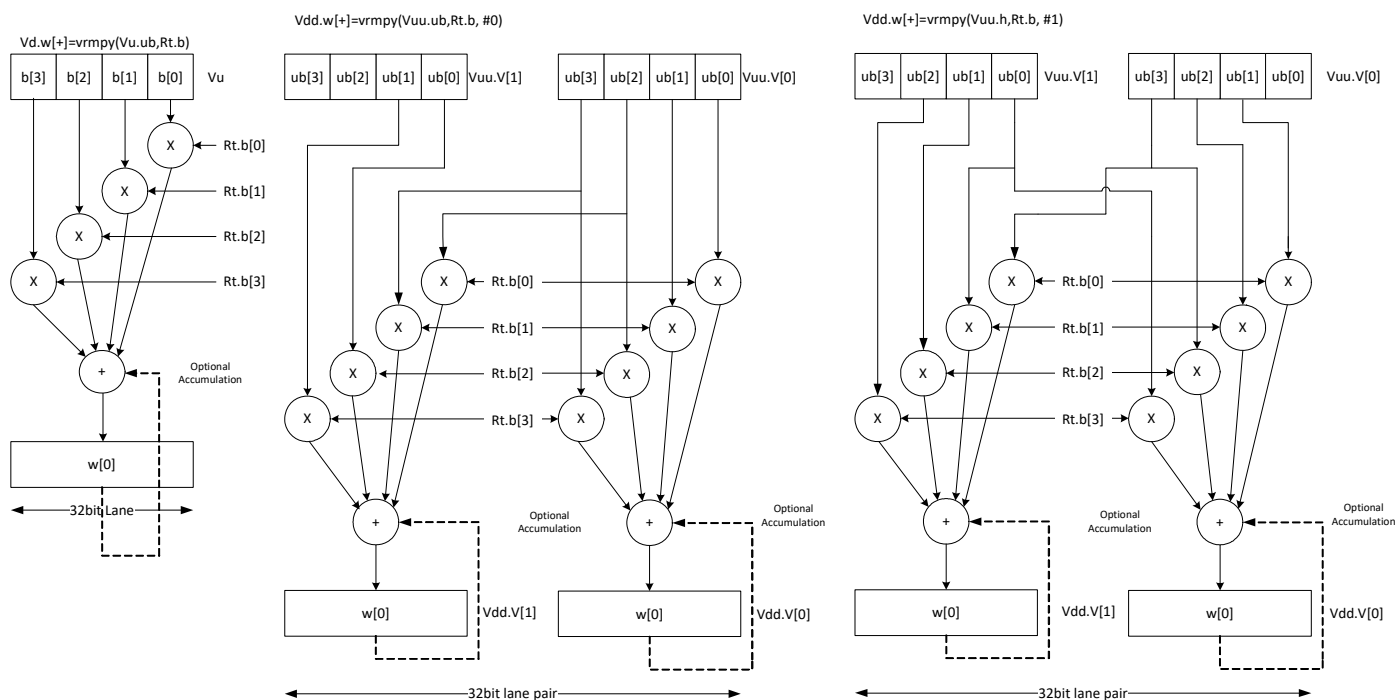 Vd.w[+]=vrmpy(Vu.ub,Rt.b)
b[3] b[2] b[1] b[0] Vu
X Rt.b[0]
X Rt.b[1]
X Rt.b[2]
X Rt.b[3]
+
Optional
Accumulation
w[0]
32bit Lane
Vdd.w[+]=vrmpy(Vuu.ub,Rt.b, #0)
ub[3] ub[2] ub[1] ub[0] Vuu.V[1] ub[3] ub[2] ub[1] ub[0] Vuu.V[0]
X Rt.b[0] X
X Rt.b[1] X
X Rt.b[2] X
X Rt.b[3] X
+ Optional
Accumulation
+ Optional
Accumulation
w[0] Vdd.V[1] w[0] Vdd.V[0]
32bit lane pair
Vdd.w[+]=vrmpy(Vuu.h,Rt.b, #1)
ub[3] ub[2] ub[1] ub[0] Vuu.V[1] ub[3] ub[2] ub[1] ub[0] Vuu.V[0]
X Rt.b[0] X
X Rt.b[1] X
X Rt.b[2] X
X Rt.b[3] X
+ Optional
Accumulation
+ Optional
Accumulation
w[0] Vdd.V[1] w[0] Vdd.V[0]
32bit lane pair